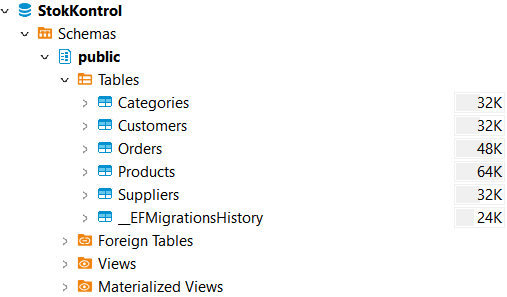 StokKontrol
Schemas
public
Tables
Categories 32K
Customers 32K
Orders 48K
Products 64K
Suppliers 32K
__EFMigrationsHistory 24K
Foreign Tables
Views
Materialized Views